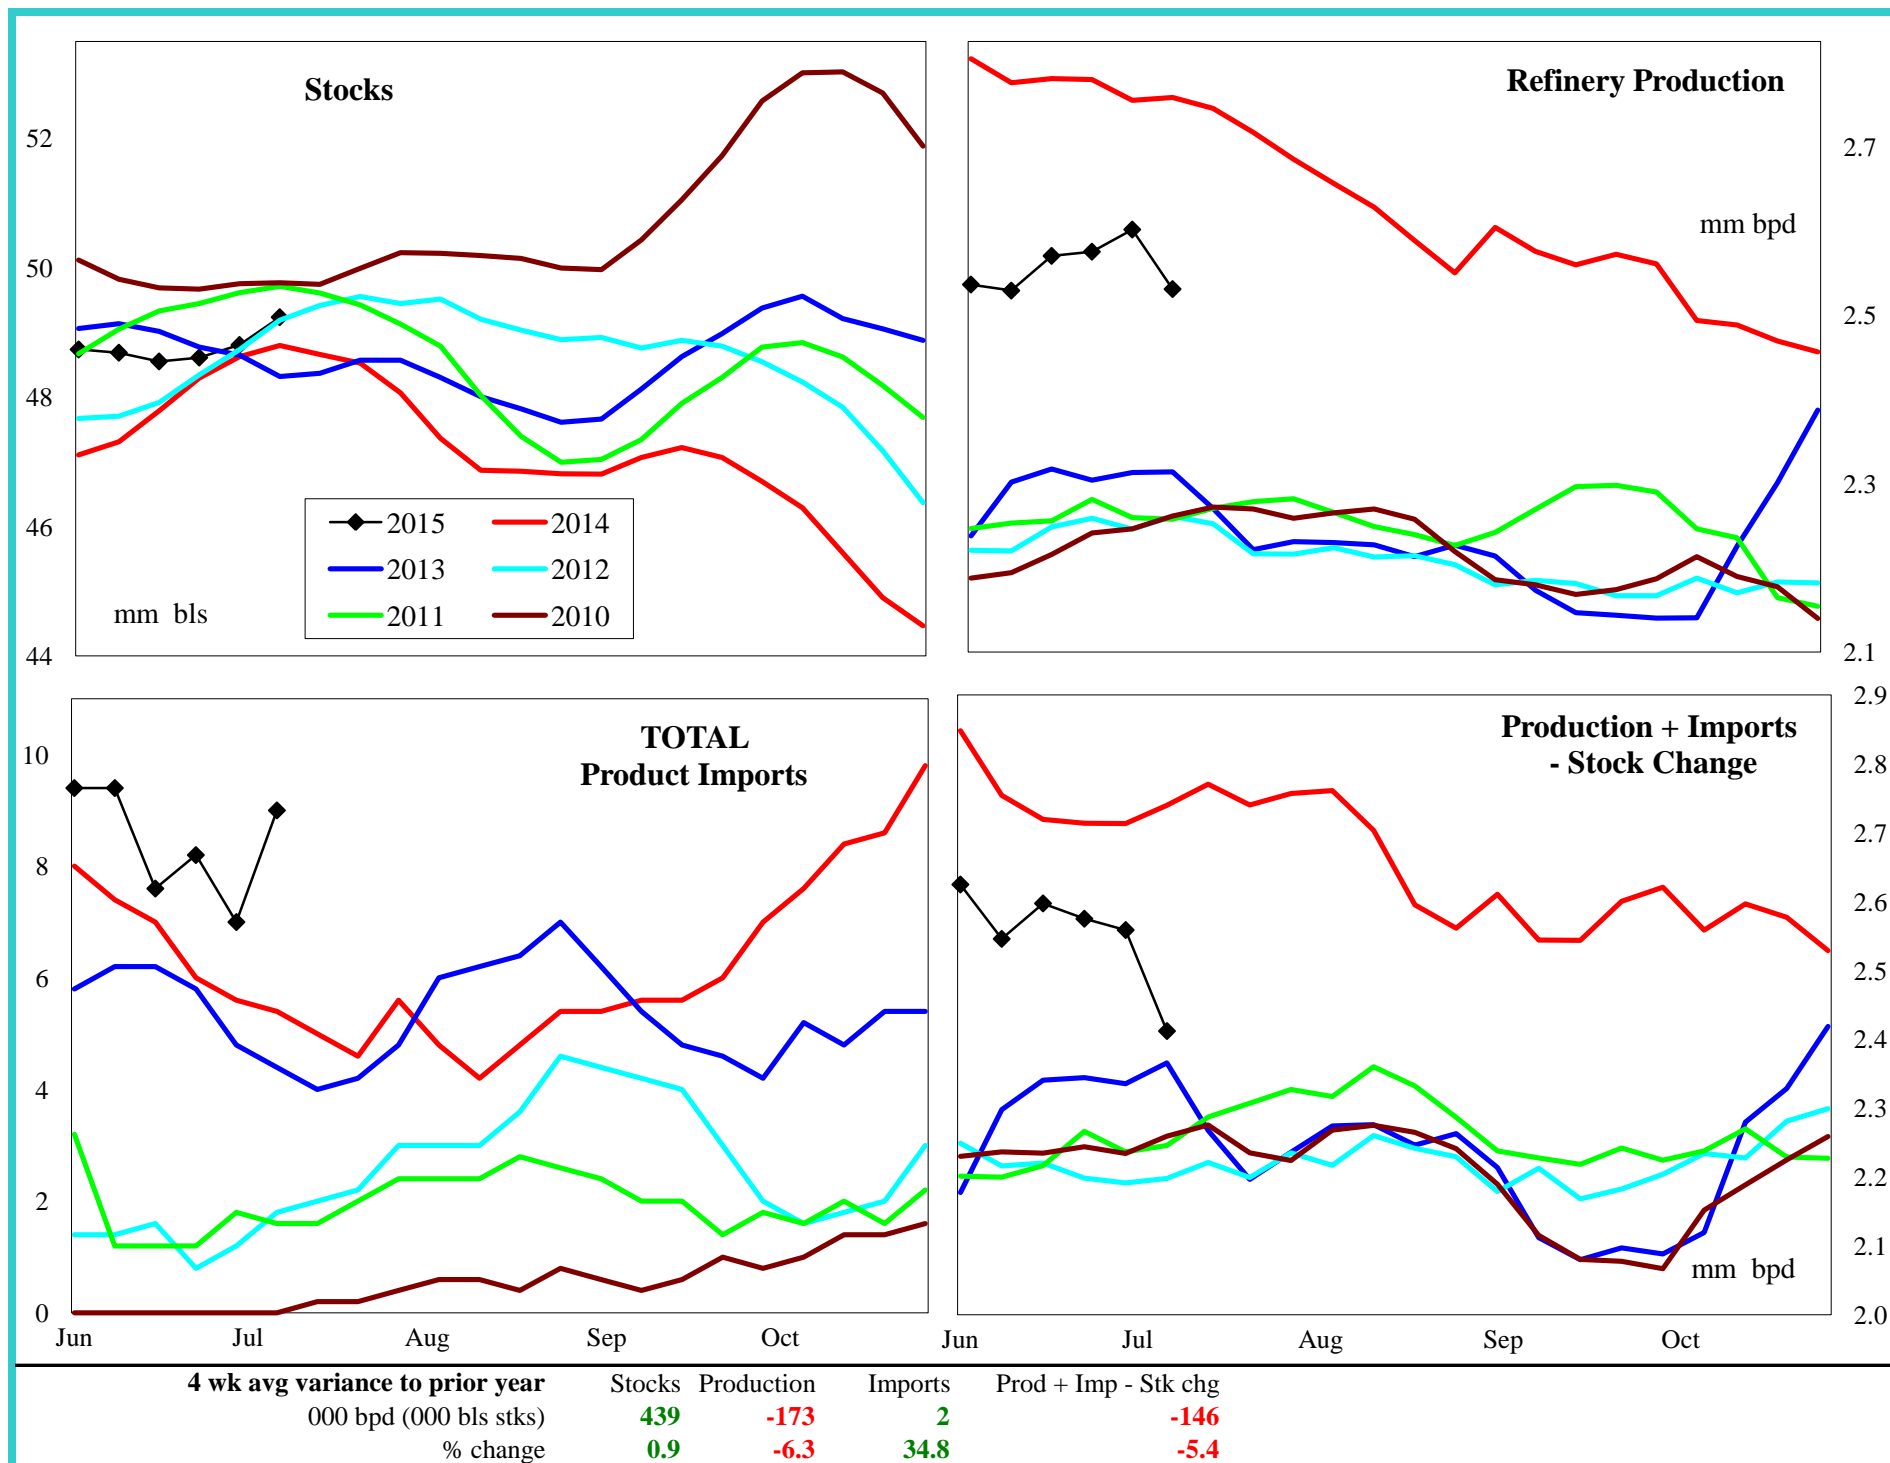 Stocks
52
50
48
46
44
2015 2014
2013 2012
2011 2010
mm bls
Refinery Production
mm bpd
2.7
2.5
2.3
2.1
TOTAL
Product Imports
10
8
6
4
2
0
Jun Jul Aug Sep Oct
Production + Imports
- Stock Change
2.9
2.8
2.7
2.6
2.5
2.4
2.3
2.2
2.1
2.0
mm bpd
Jun Jul Aug Sep Oct
4 wk avg variance to prior year Stocks Production Imports Prod + Imp - Stk chg
000 bpd (000 bls stks) 439 -173 2 -146
% change 0.9 -6.3 34.8 -5.4